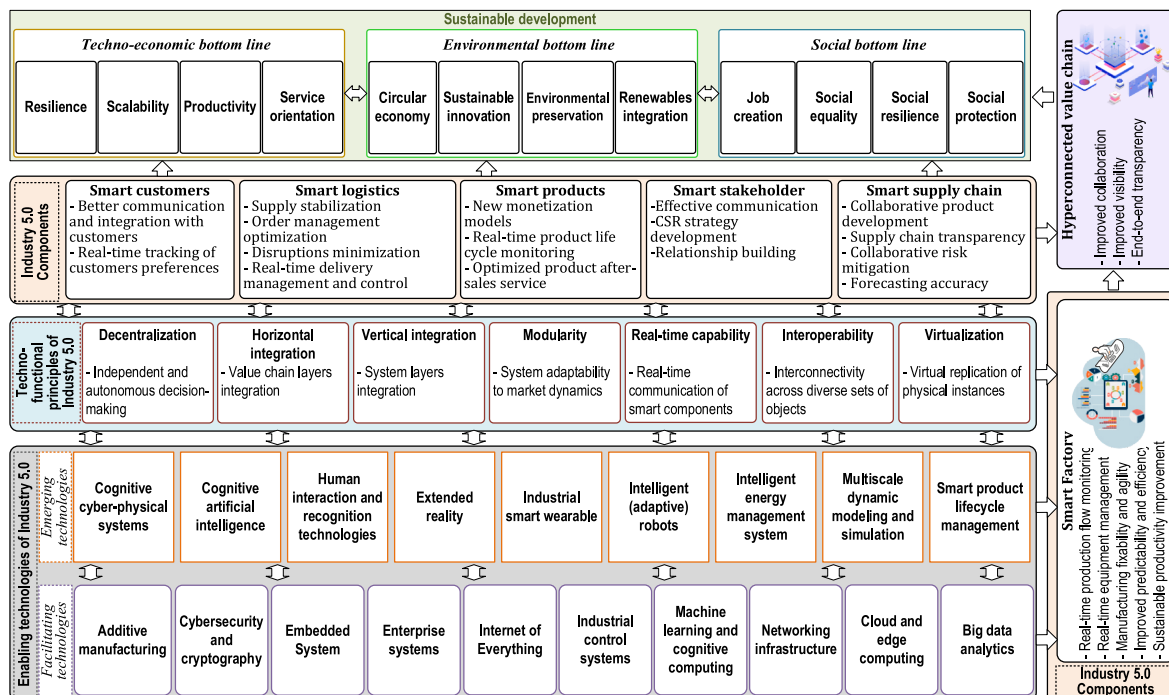 Sustainable development
Techno-economic bottom line
Resilience
Scalability
Productivity
Service
orientation
Environmental bottom line
Circular
economy
Sustainable
innovation
Environmental
preservation
Renewables
integration
Social bottom line
Job
creation
Social
equality
Social
resilience
Social
protection
Hyperconnected value chain
- Improved collaboration
- Improved visibility
- End-to-end transparency
Industry 5.0
Components
Smart customers
- Better communication
and integration with
customers
- Real-time tracking of
customers preferences
Smart logistics
- Supply stabilization
- Order management
optimization
- Disruptions minimization
- Real-time delivery
management and control
Smart products
- New monetization
models
- Real-time product life
cycle monitoring
- Optimized product after-
sales service
Smart stakeholder
-Effective communication
-CSR strategy
development
-Relationship building
Smart supply chain
- Collaborative product
development
- Supply chain transparency
- Collaborative risk
mitigation
- Forecasting accuracy
Techno-
functional
principles of
Industry 5.0
Decentralization
- Independent and
autonomous decision-
making
Horizontal
integration
- Value chain layers
integration
Vertical integration
- System layers
integration
Modularity
- System adaptability
to market dynamics
Real-time capability
- Real-time
communication of
smart components
Interoperability
- Interconnectivity
across diverse sets of
objects
Virtualization
- Virtual replication of
physical instances
Enabling technologies of Industry 5.0
Emerging
technologies
Cognitive
cyber-physical
systems
Cognitive
artificial
intelligence
Human
interaction and
recognition
technologies
Extended
reality
Industrial
smart wearable
Intelligent
(adaptive)
robots
Intelligent
energy
management
system
Multiscale
dynamic
modeling and
simulation
Smart product
lifecycle
management
Facilitating
technologies
Additive
manufacturing
Cybersecurity
and
cryptography
Embedded
System
Enterprise
systems
Internet of
Everything
Industrial
control
systems
Machine
learning and
cognitive
computing
Networking
infrastructure
Cloud and
edge
computing
Big data
analytics
Smart Factory
- Real-time production flow monitoring
- Real-time equipment management
- Manufacturing fixability and agility
- Improved predictability and efficiency
- Sustainable productivity improvement
Industry 5.0
Components